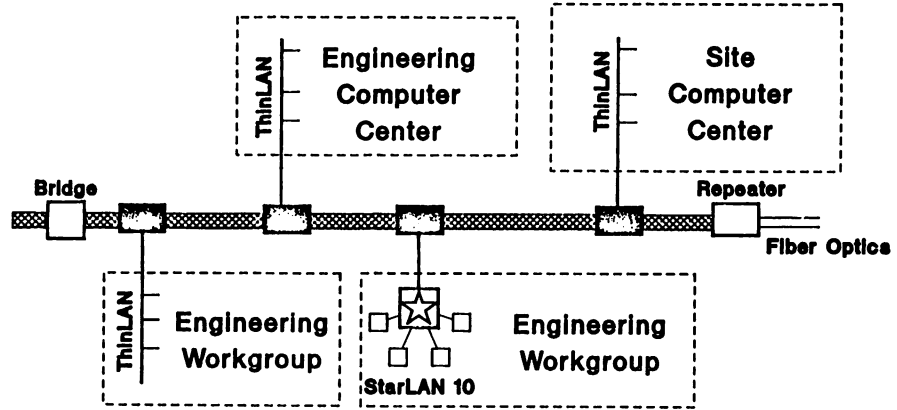 ThinLAN
Engineering
Computer
Center
ThinLAN
Site
Computer
Center
Bridge
Repeater
Fiber Optics
ThinLAN
Engineering
Workgroup
StarLAN 10
Engineering
Workgroup